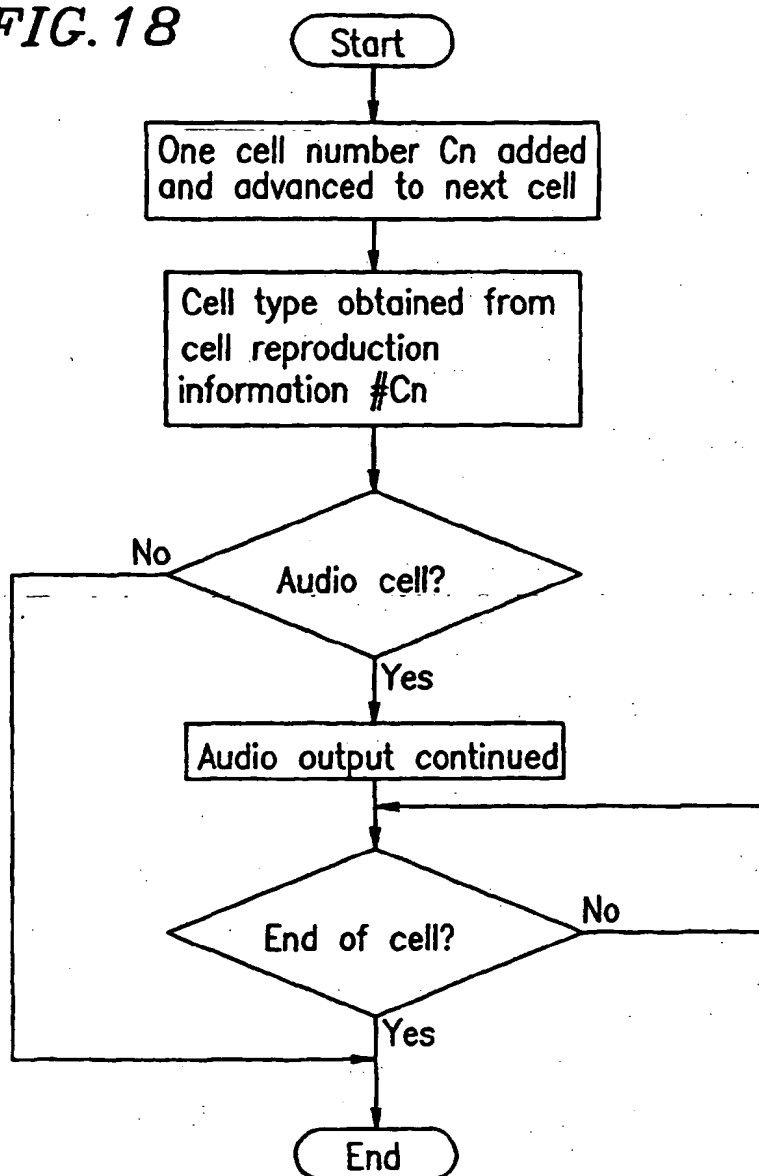 FIG.18
Start
One cell number Cn added
and advanced to next cell
Cell type obtained from
cell reproduction
information #Cn
No
Audio cell?
Yes
Audio output continued
End of cell?
No
Yes
End